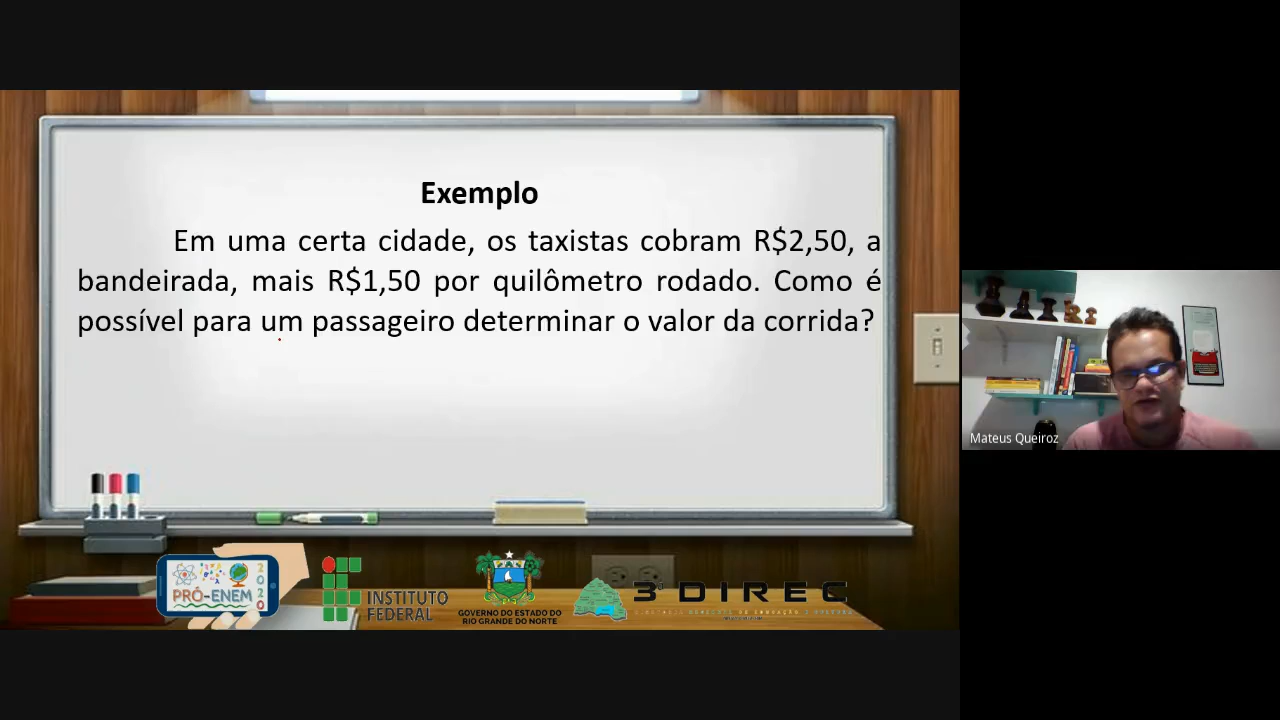 Exemplo
Em uma certa cidade, os taxistas cobram R$2,50, a
bandeirada, mais R$1,50 por quilômetro rodado. Como é
possível para um passageiro determinar o valor da corrida?
Mateus Queiroz
PRÓ-ENEM
2020
INSTITUTO
FEDERAL
GOVERNO DO ESTADO DO
RIO GRANDE DO NORTE
3ª DIREC